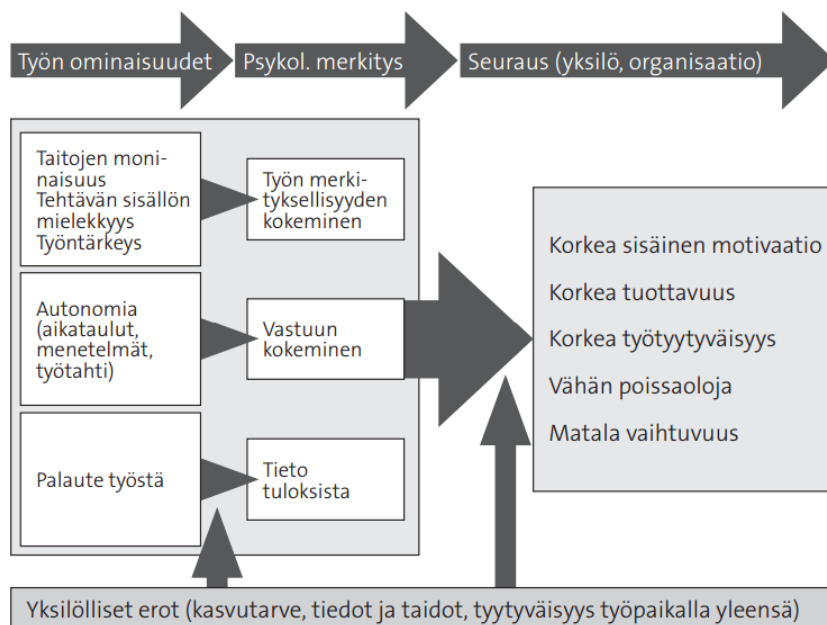 Työn ominaisuudet
Psykol. merkitys
Seuraus (yksilö, organisaatio)
Taitojen moni-
naisuus
Tehtävän sisällön
mielekkyys
Työntärkeys
Työn merki-
tyksellisyyden
kokeminen
Autonomia
(aikataulut,
menetelmät,
työtahti)
Vastuun
kokeminen
Palaute työstä
Tieto
tuloksista
Korkea sisäinen motivaatio
Korkea tuottavuus
Korkea työtyytyväisyys
Vähän poissaoloja
Matala vaihtuvuus
Yksilölliset erot (kasvutarve, tiedot ja taidot, tyytyväisyys työpaikalla yleensä)